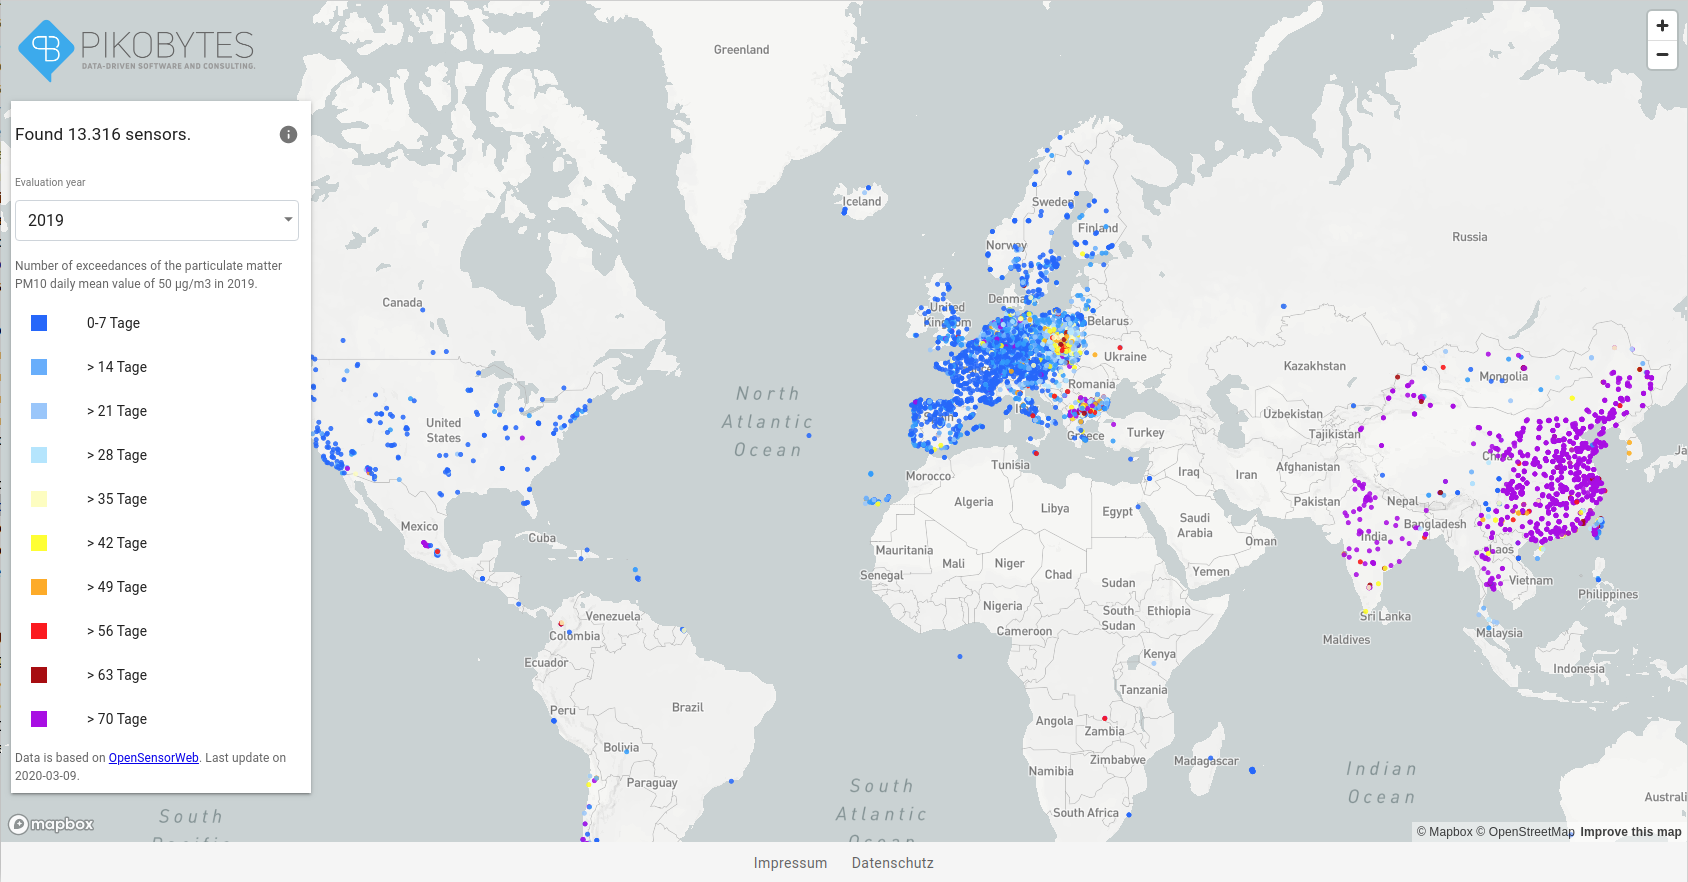 PIKOBYTES
DATA-DRIVEN SOFTWARE AND CONSULTING.
Found 13.316 sensors.
Evaluation year
2019
Number of exceedances of the particulate matter
PM10 daily mean value of 50 µg/m3 in 2019.
0-7 Tage
> 14 Tage
> 21 Tage
> 28 Tage
> 35 Tage
> 42 Tage
> 49 Tage
> 56 Tage
> 63 Tage
> 70 Tage
Data is based on OpenSensorWeb. Last update on
2020-03-09.
Greenland
Iceland
Sweden
Finland
Norway
Russia
Canada
Denma
United
Kingdom
Belarus
Ukraine
Kazakhstan
Mongolia
Romania
North
Atlantic
Ocean
United
States
Uzbekistan
Greece
Turkey
Tajikistan
Tunisia
Morocco
Iraq
Iran
Afghanistan
Ja
Algeria
Libya
Egypt
Pakistan
Nepal
Mexico
Saudi
Arabia
Bangladesh
Cuba
Oman
India
Mauritania
Laos
Mali
Niger
Senegal
Chad
Sudan
Yemen
Vietnam
Philippines
Nigeria
South
Sudan
Ethiopia
Venezuela
Sri Lanka
Colombia
Cameroon
Maldives
Malaysia
Ecuador
Kenya
Indonesia
Tanzania
Peru
Brazil
Angola
Zambia
Bolivia
Zimbabwe
Madagascar
Namibia
Indian
Ocean
Paraguay
South
Atlantic
Ocean
South Africa
Australi
South
Pacific
mapbox
© Mapbox © OpenStreetMap Improve this map
Impressum Datenschutz